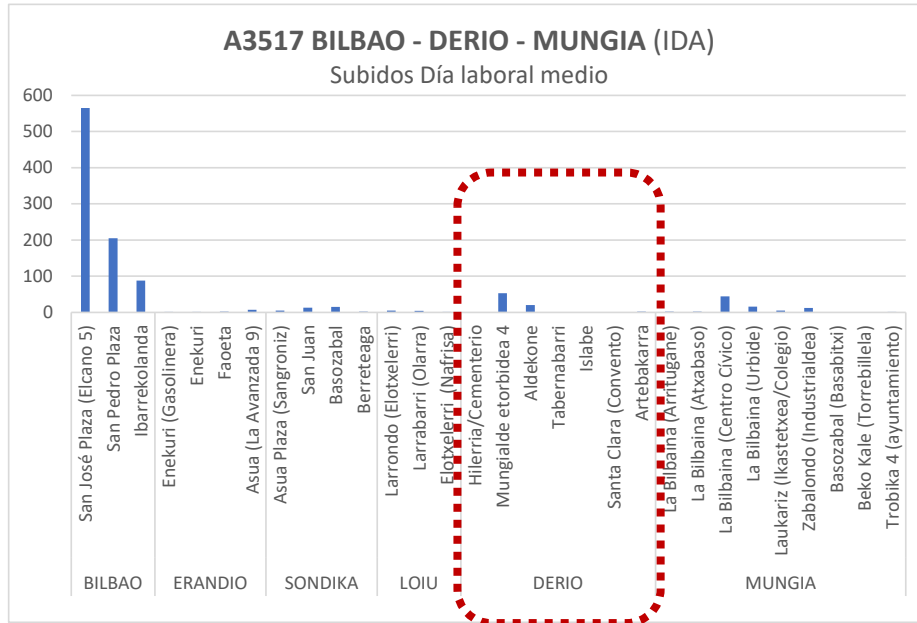 A3517 BILBAO - DERIO - MUNGIA (IDA)
Subidos Día laboral medio
600
500
400
300
200
100
0
San José Plaza (Elcano 5)
San Pedro Plaza
Ibarrekolanda
Enekuri (Gasolinera)
Enekuri
Faoeta
Asua (La Avanzada 9)
Asua Plaza (Sangroniz)
San Juan
Basozabal
Berreteaga
Larrondo (Elotxelerri)
Larrabarri (Olarra)
Elotxelerri (Nafrisa)
Hilerria/Cementerio
Mungialde etorbidea 4
Aldekone
Tabernabarri
Islabe
Santa Clara (Convento)
Artebakarra
La Bilbaina (Arritugane)
La Bilbaina (Atxabaso)
La Bilbaina (Centro Cívico)
La Bilbaina (Urbide)
Laukariz (Ikastetxea/Colegio)
Zabalondo (Industrialdea)
Basozabal (Basabitxi)
Beko Kale (Torrebillela)
Trobika 4 (ayuntamiento)
BILBAO
ERANDIO
SONDIKA
LOIU
DERIO
MUNGIA